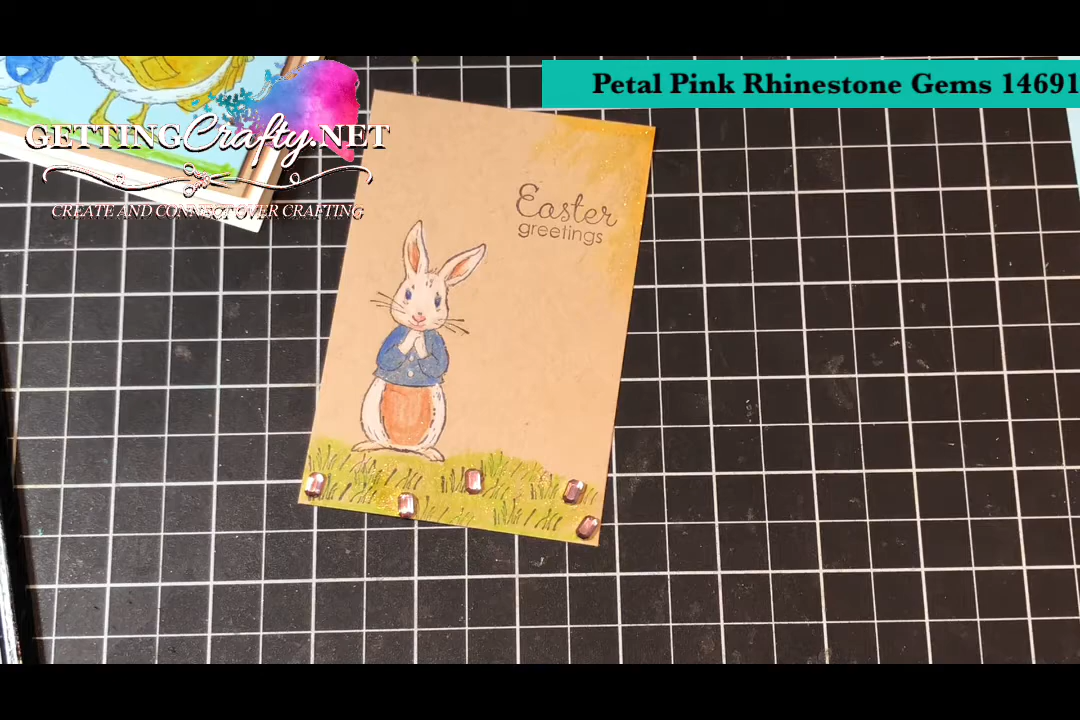 Petal Pink Rhinestone Gems 14691
GETTINGCrafty.NET
CREATE AND CONNECT OVER CRAFTING
Easter
greetings